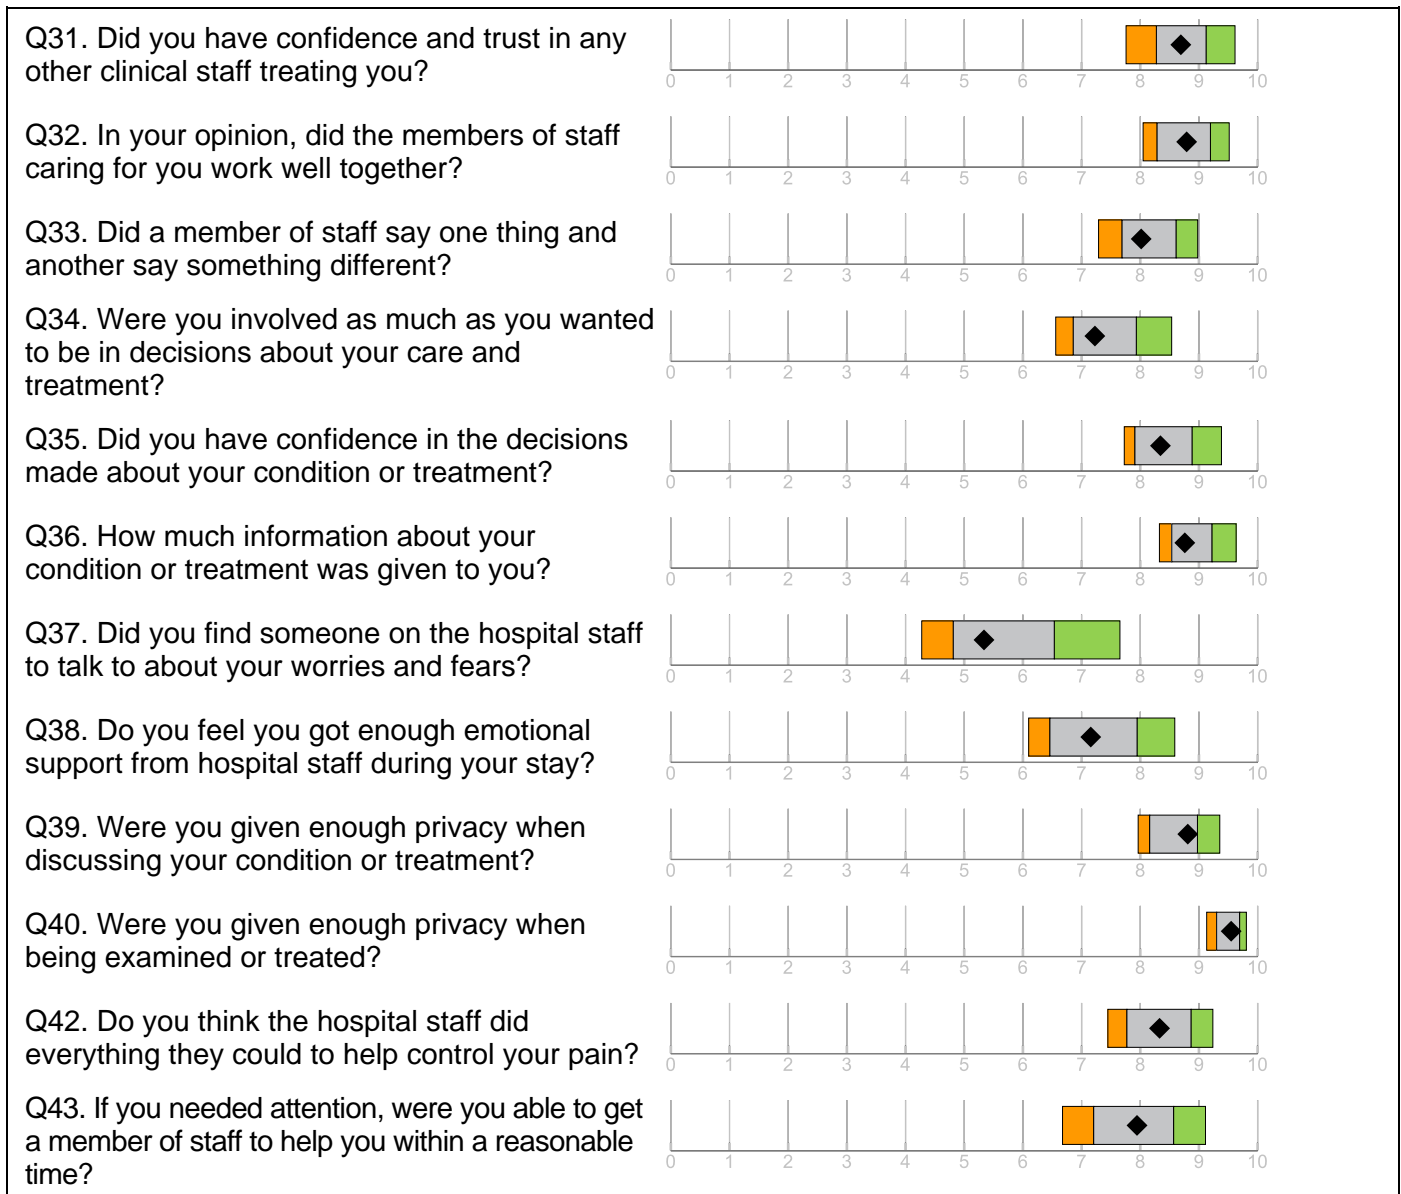 Q31. Did you have confidence and trust in any
other clinical staff treating you?
0 1 2 3 4 5 6 7 8 9 10
Q32. In your opinion, did the members of staff
caring for you work well together?
0 1 2 3 4 5 6 7 8 9 10
Q33. Did a member of staff say one thing and
another say something different?
0 1 2 3 4 5 6 7 8 9 10
Q34. Were you involved as much as you wanted
to be in decisions about your care and
treatment?
0 1 2 3 4 5 6 7 8 9 10
Q35. Did you have confidence in the decisions
made about your condition or treatment?
0 1 2 3 4 5 6 7 8 9 10
Q36. How much information about your
condition or treatment was given to you?
0 1 2 3 4 5 6 7 8 9 10
Q37. Did you find someone on the hospital staff
to talk to about your worries and fears?
0 1 2 3 4 5 6 7 8 9 10
Q38. Do you feel you got enough emotional
support from hospital staff during your stay?
0 1 2 3 4 5 6 7 8 9 10
Q39. Were you given enough privacy when
discussing your condition or treatment?
0 1 2 3 4 5 6 7 8 9 10
Q40. Were you given enough privacy when
being examined or treated?
0 1 2 3 4 5 6 7 8 9 10
Q42. Do you think the hospital staff did
everything they could to help control your pain?
0 1 2 3 4 5 6 7 8 9 10
Q43. If you needed attention, were you able to get
a member of staff to help you within a reasonable
time?
0 1 2 3 4 5 6 7 8 9 10